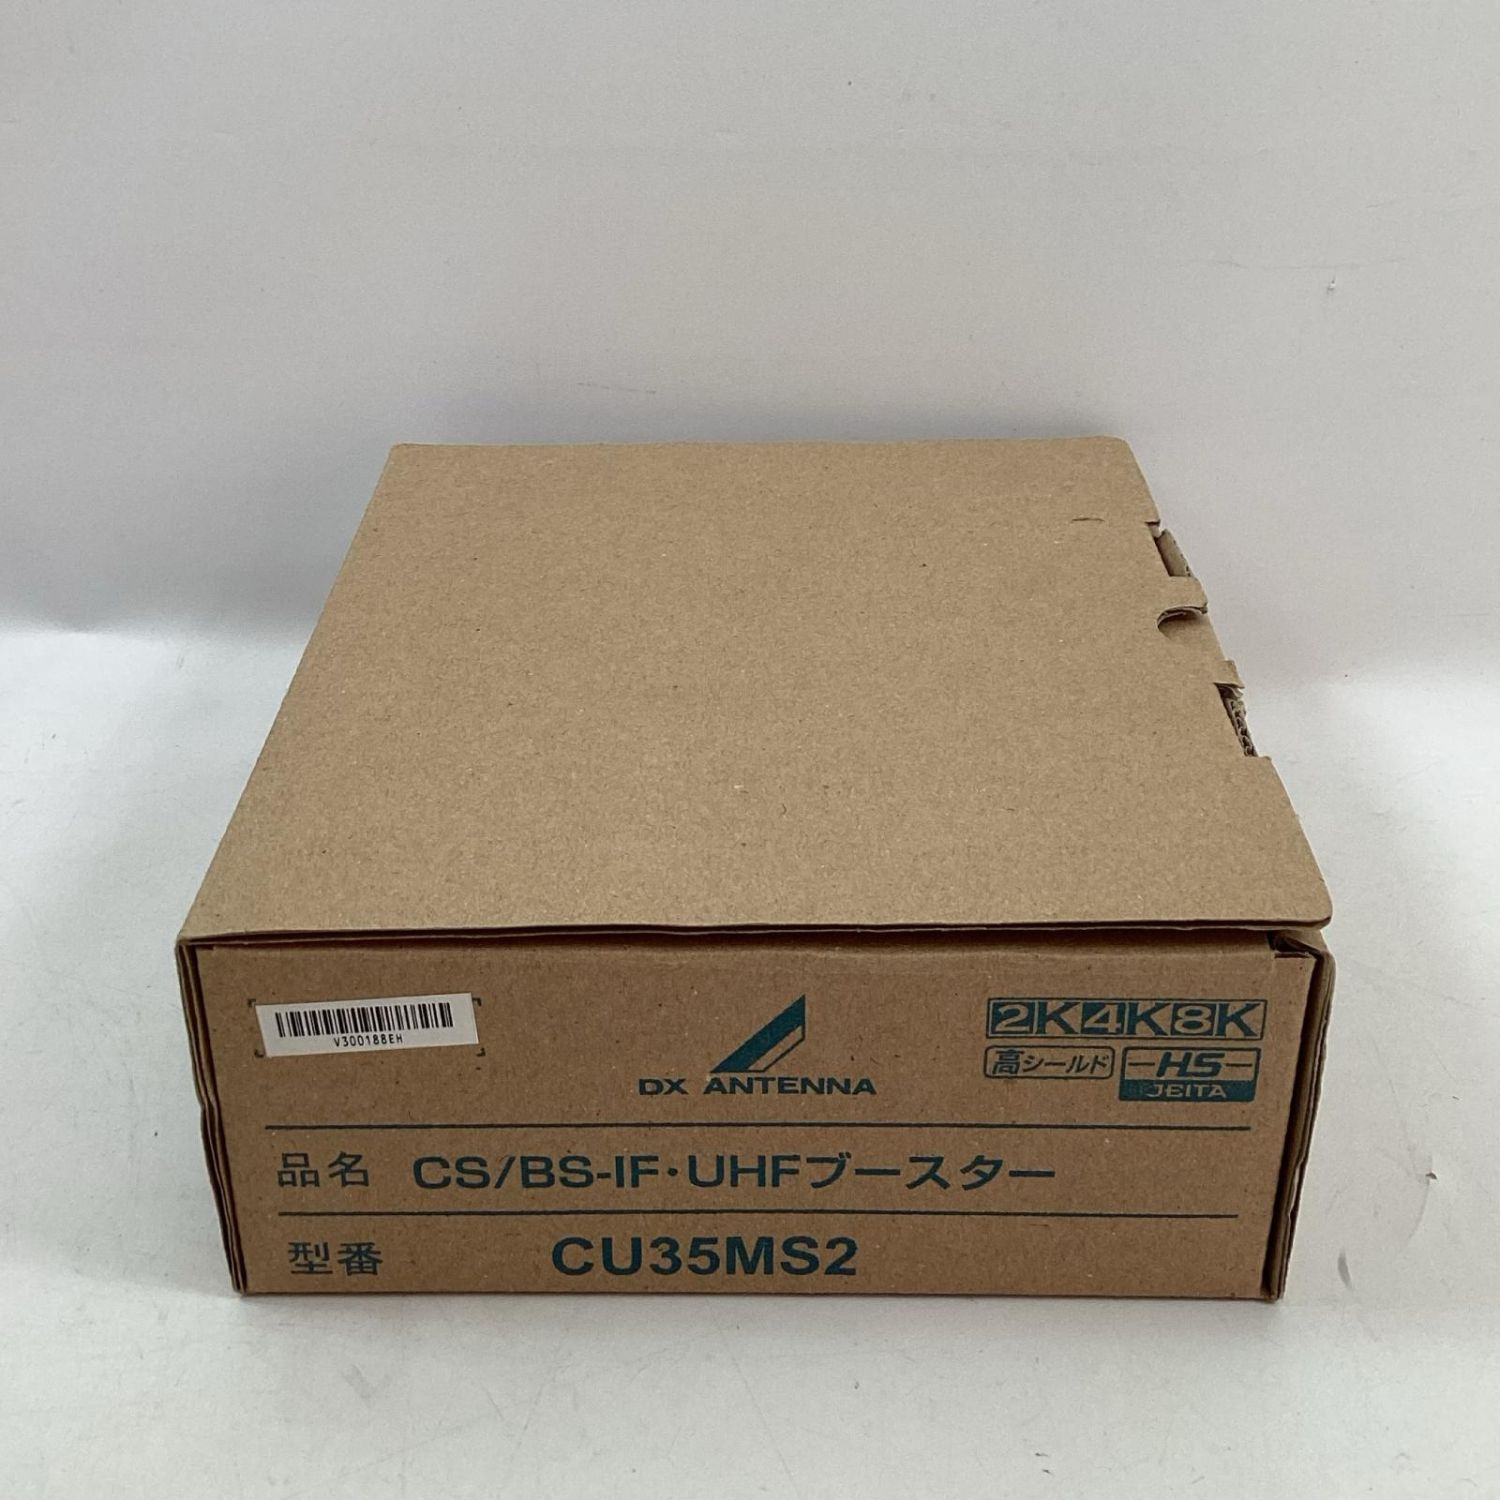 V300188EH
DX ANTENNA
2K4K8K
高シールド
HS
JEITA
品名 CS/BS-IF・UHFブースター
型番 CU35MS2